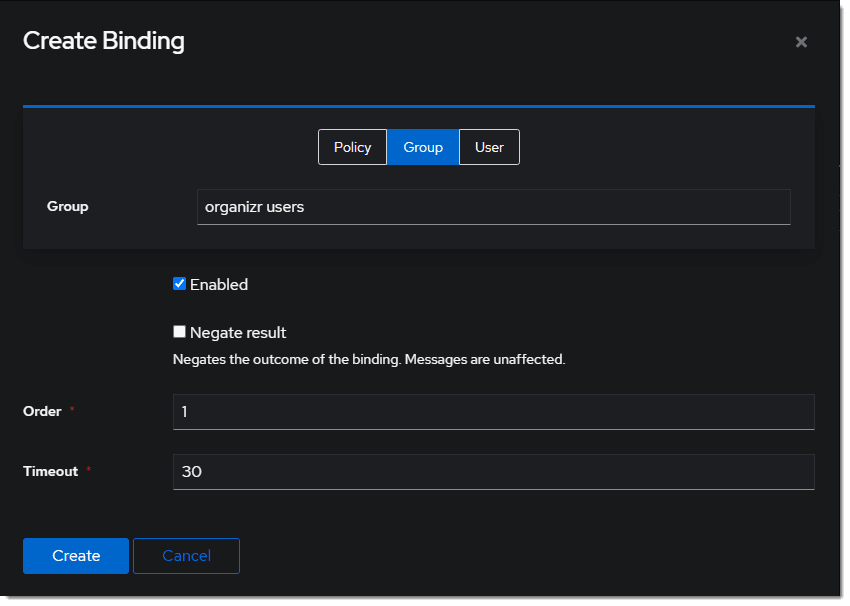 Create Binding
Policy Group User
Group organizr users
Enabled
Negate result
Negates the outcome of the binding. Messages are unaffected.
Order * 1
Timeout * 30
Create Cancel